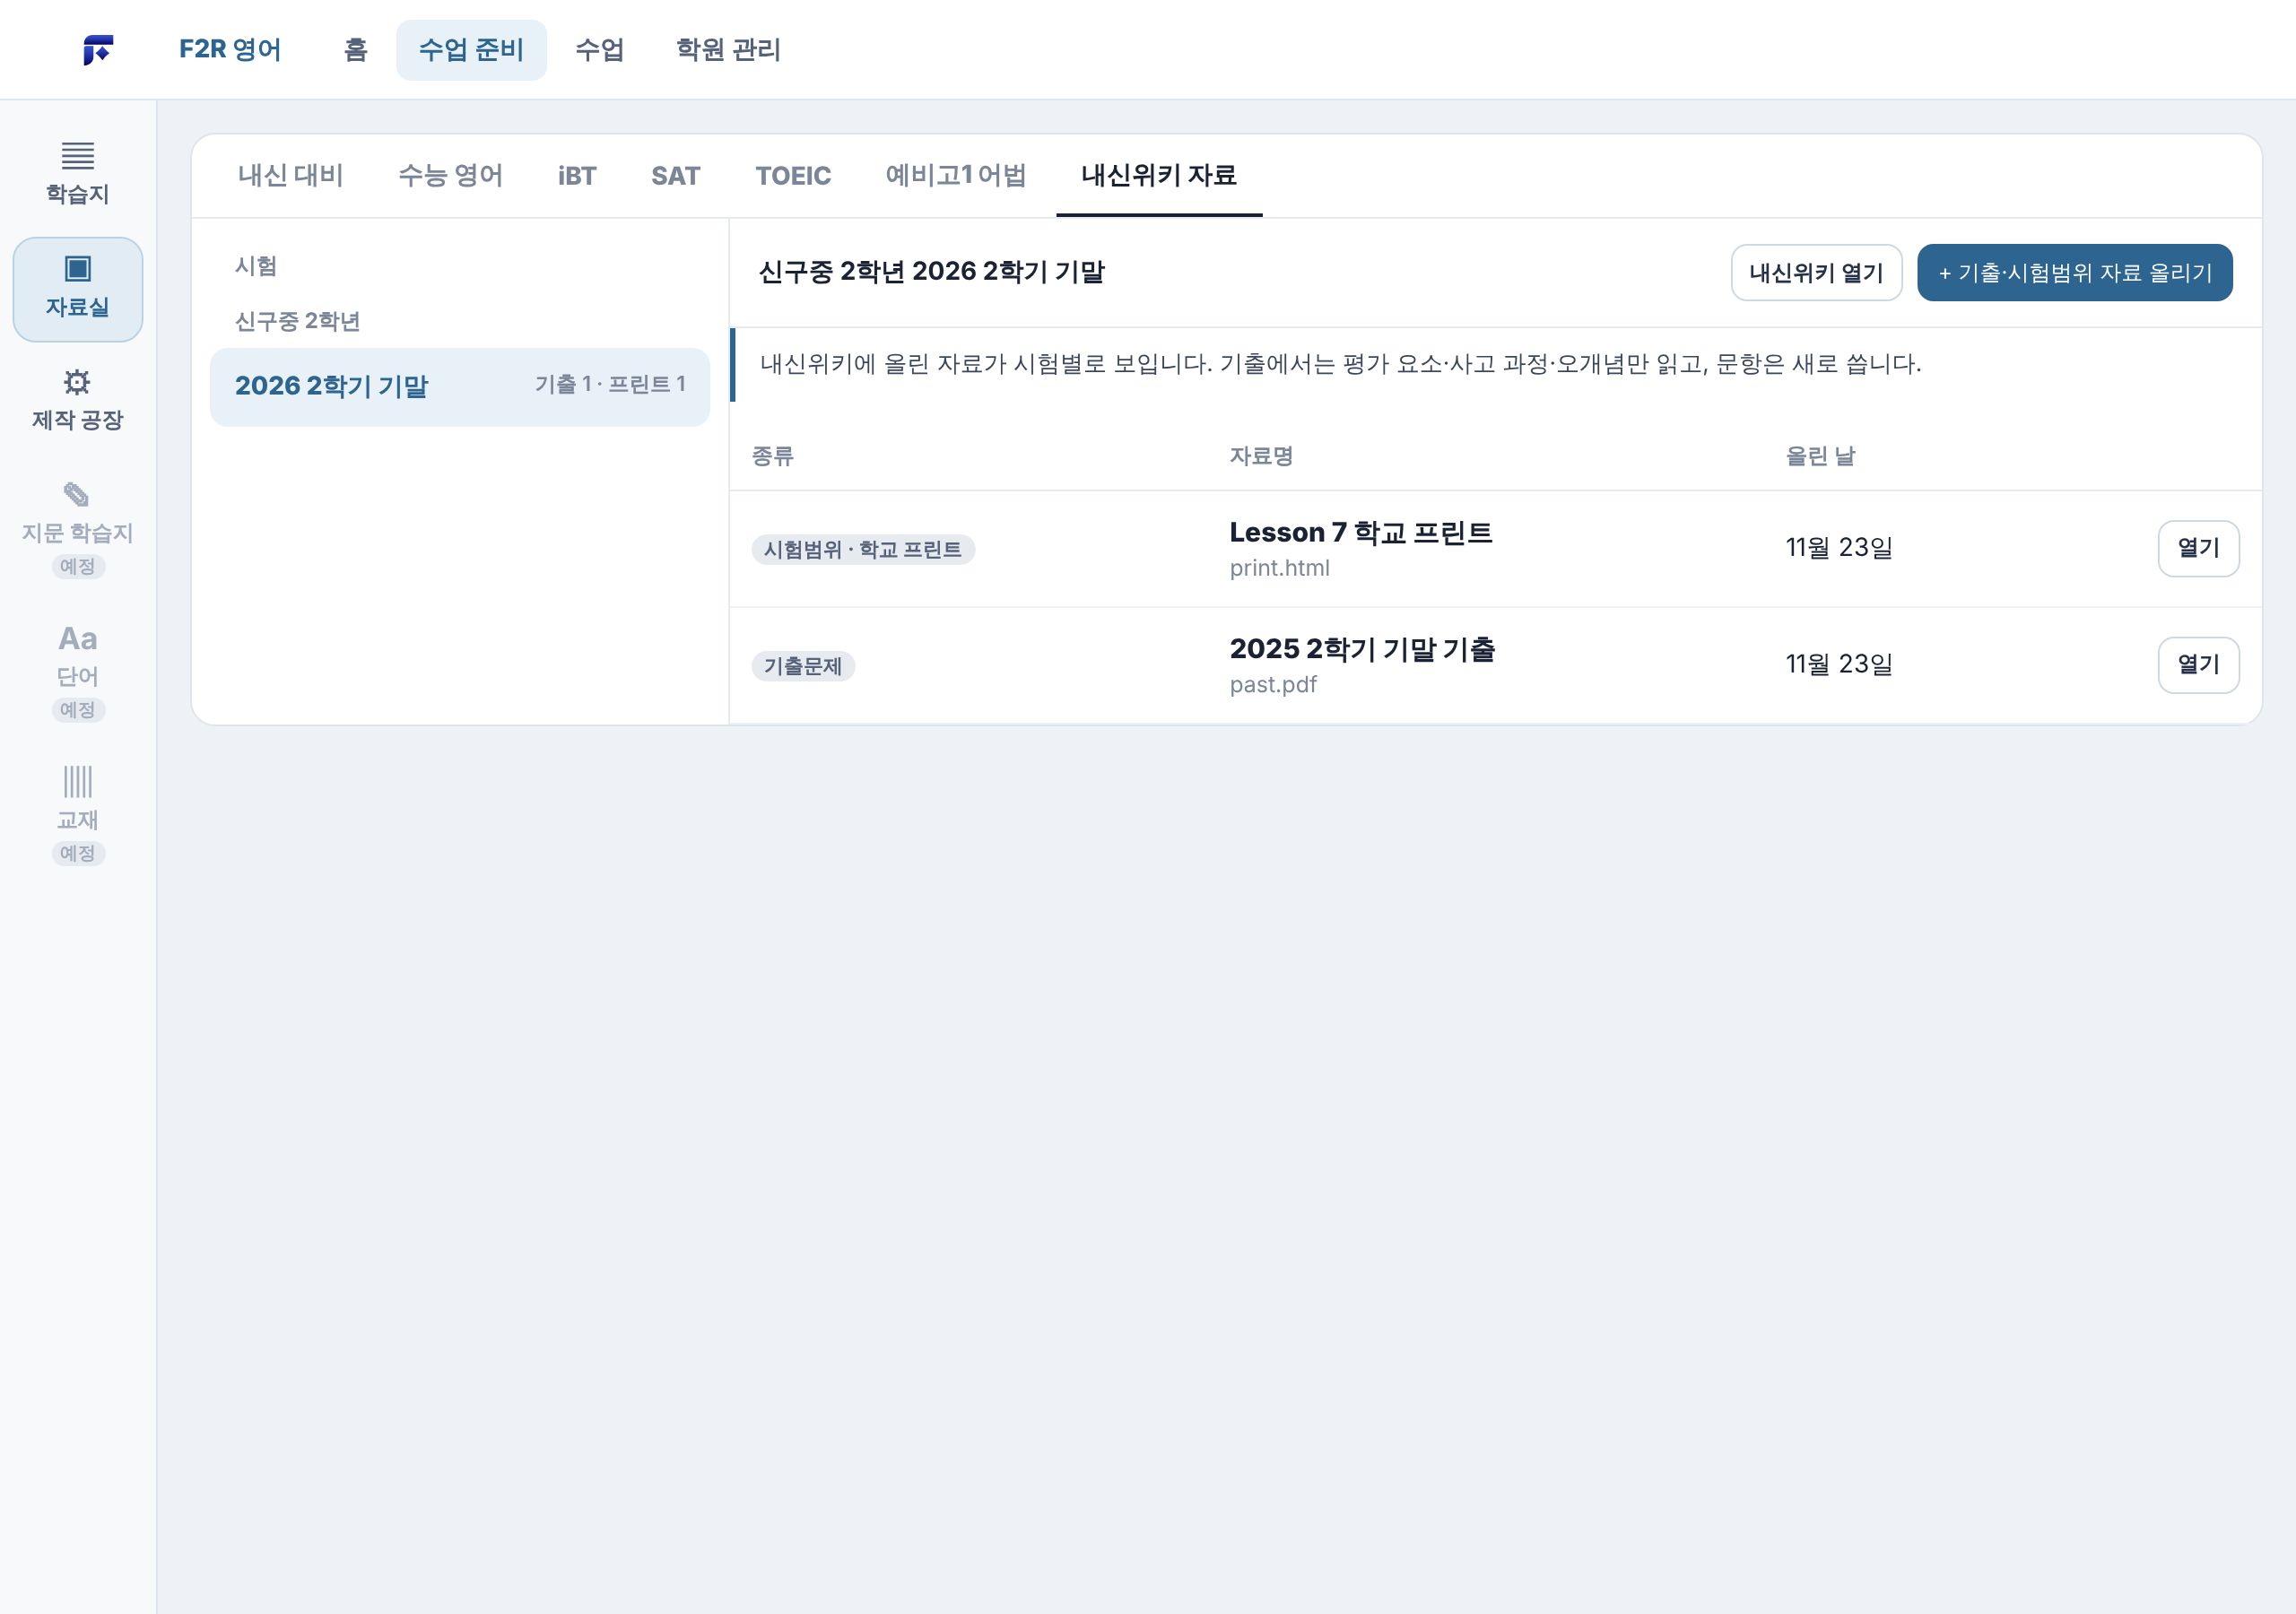 F2R 영어
홈
수업 준비
수업
학원 관리
학습지
자료실
제작 공장
지문 학습지
예정
Aa
단어
예정
교재
예정
내신 대비
수능 영어
iBT
SAT
TOEIC
예비고1 어법
내신위키 자료
시험
신구중 2학년
2026 2학기 기말
기출 1 · 프린트 1
신구중 2학년 2026 2학기 기말
내신위키 열기
+ 기출·시험범위 자료 올리기
내신위키에 올린 자료가 시험별로 보입니다. 기출에서는 평가 요소·사고 과정·오개념만 읽고, 문항은 새로 씁니다.
종류
자료명
올린 날
시험범위 · 학교 프린트
Lesson 7 학교 프린트
print.html
11월 23일
열기
기출문제
2025 2학기 기말 기출
past.pdf
11월 23일
열기